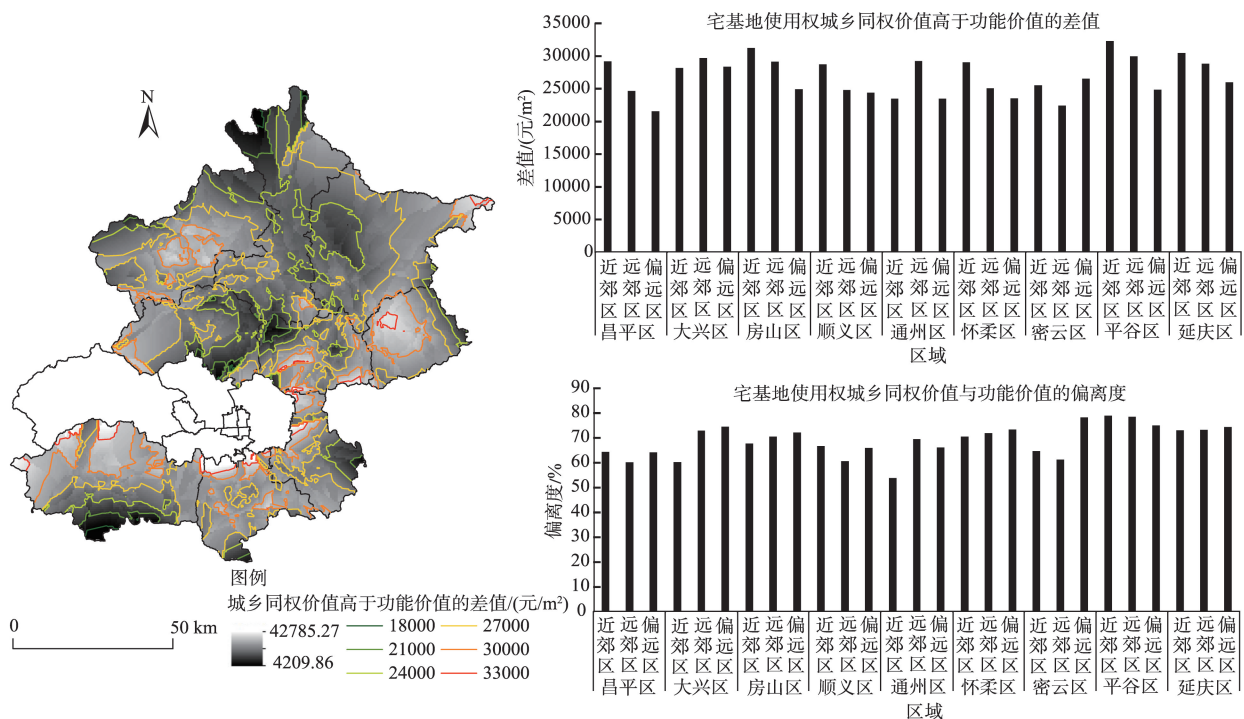 N
0
50 km
图例
城乡同权价值高于功能价值的差值/(元/m²)
42785.27
4209.86
18000
21000
24000
27000
30000
33000
宅基地使用权城乡同权价值高于功能价值的差值
差值/(元/m²)
35000
30000
25000
20000
15000
10000
5000
0
近郊区 远郊区 偏远区 近郊区 远郊区 偏远区 近郊区 远郊区 偏远区 近郊区 远郊区 偏远区 近郊区 远郊区 偏远区 近郊区 远郊区 偏远区 近郊区 远郊区 偏远区 近郊区 远郊区 偏远区 近郊区 远郊区 偏远区
昌平区 大兴区 房山区 顺义区 通州区 怀柔区 密云区 平谷区 延庆区
区域
宅基地使用权城乡同权价值与功能价值的偏离度
偏离度/%
90
80
70
60
50
40
30
20
10
0
近郊区 远郊区 偏远区 近郊区 远郊区 偏远区 近郊区 远郊区 偏远区 近郊区 远郊区 偏远区 近郊区 远郊区 偏远区 近郊区 远郊区 偏远区 近郊区 远郊区 偏远区 近郊区 远郊区 偏远区 近郊区 远郊区 偏远区
昌平区 大兴区 房山区 顺义区 通州区 怀柔区 密云区 平谷区 延庆区
区域